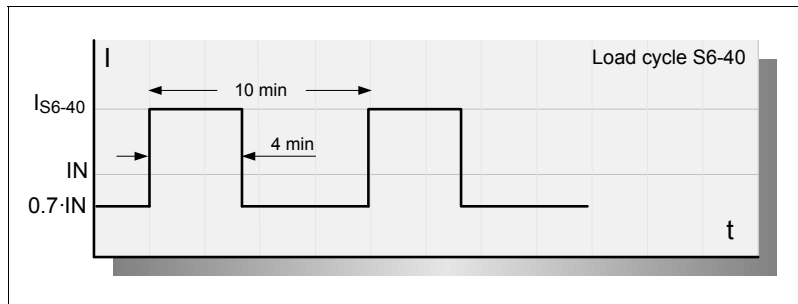 I
Load cycle S6-40
10 min
IS6-40
4 min
IN
0.7·IN
t